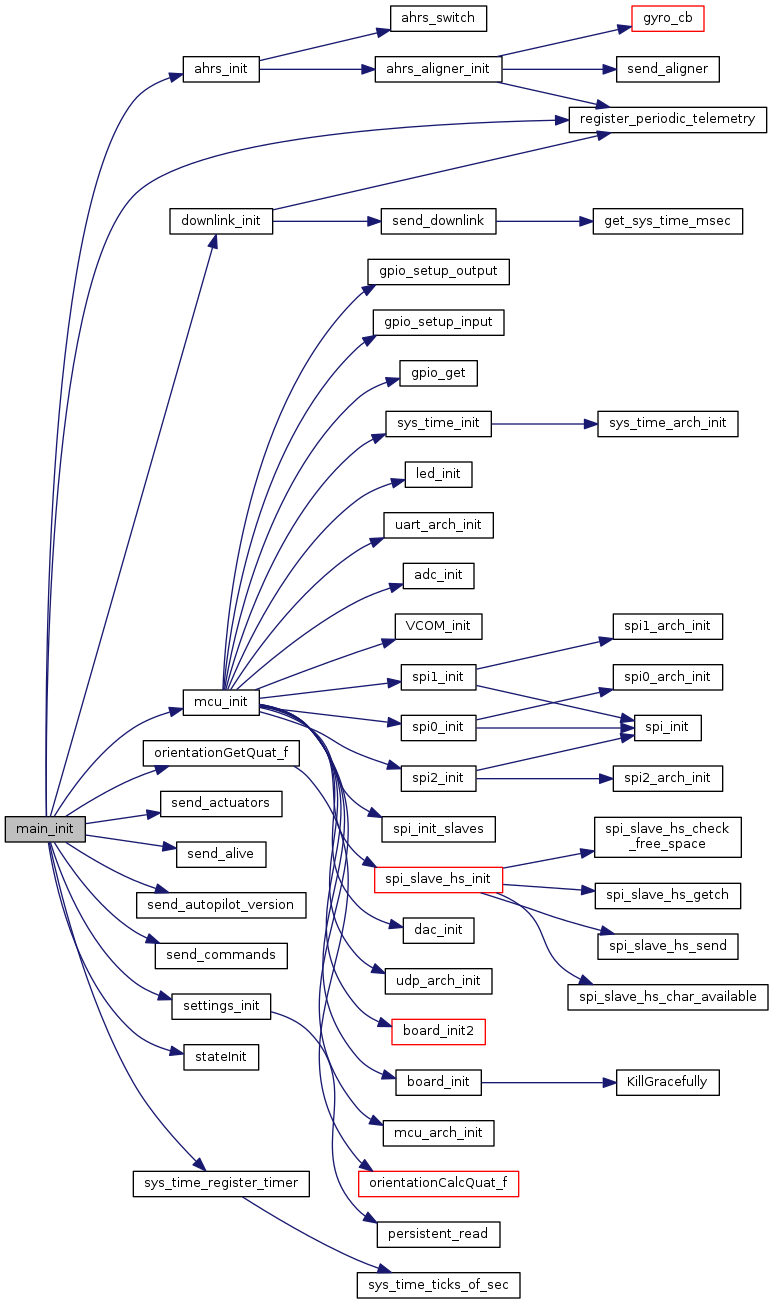 ahrs_switch
gyro_cb
ahrs_init
ahrs_aligner_init
send_aligner
register_periodic_telemetry
downlink_init
send_downlink
get_sys_time_msec
gpio_setup_output
gpio_setup_input
gpio_get
sys_time_init
sys_time_arch_init
led_init
uart_arch_init
adc_init
VCOM_init
spi1_arch_init
spi1_init
spi0_arch_init
mcu_init
spi0_init
spi_init
orientationGetQuat_f
spi2_init
spi2_arch_init
send_actuators
main_init
spi_init_slaves
spi_slave_hs_check
_free_space
send_alive
spi_slave_hs_init
spi_slave_hs_getch
send_autopilot_version
dac_init
spi_slave_hs_send
send_commands
udp_arch_init
spi_slave_hs_char_available
settings_init
board_init2
stateInit
board_init
KillGracefully
mcu_arch_init
sys_time_register_timer
orientationCalcQuat_f
persistent_read
sys_time_ticks_of_sec